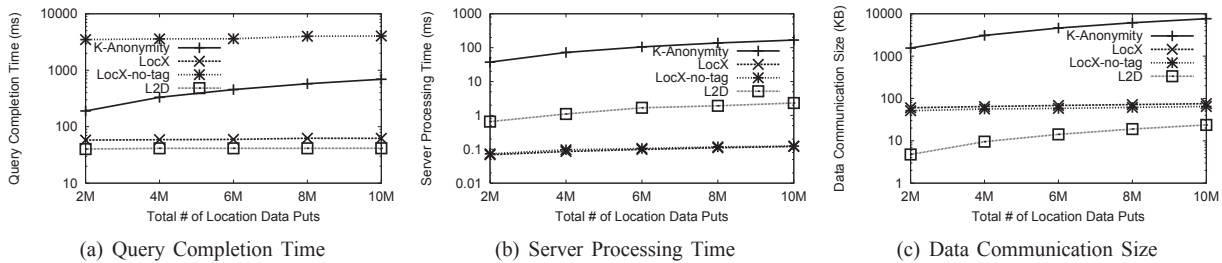 Query Completion Time (ms)
10000
1000
100
10
2M 4M 6M 8M 10M
Total # of Location Data Puts
K-Anonymity
LocX
LocX-no-tag
L2D
(a) Query Completion Time
Server Processing Time (ms)
1000
100
10
1
0.1
0.01
2M 4M 6M 8M 10M
Total # of Location Data Puts
K-Anonymity
LocX
LocX-no-tag
L2D
(b) Server Processing Time
Data Communication Size (KB)
10000
1000
100
10
1
2M 4M 6M 8M 10M
Total # of Location Data Puts
K-Anonymity
LocX
LocX-no-tag
L2D
(c) Data Communication Size